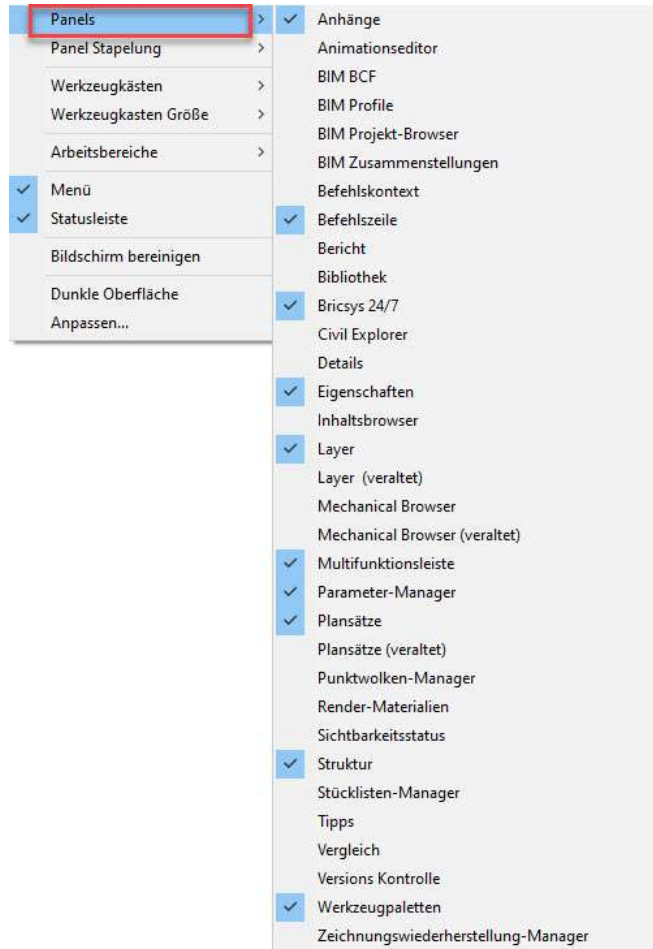 Panels
Panel Stapelung
Werkzeugkästen
Werkzeugkasten Größe
Arbeitsbereiche
Menü
Statusleiste
Bildschirm bereinigen
Dunkle Oberfläche
Anpassen...
Anhänge
Animationseditor
BIM BCF
BIM Profile
BIM Projekt-Browser
BIM Zusammenstellungen
Befehlskontext
Befehlszeile
Bericht
Bibliothek
Bricsys 24/7
Civil Explorer
Details
Eigenschaften
Inhaltsbrowser
Layer
Layer (veraltet)
Mechanical Browser
Mechanical Browser (veraltet)
Multifunktionsleiste
Parameter-Manager
Plansätze
Plansätze (veraltet)
Punktwolken-Manager
Render-Materialien
Sichtbarkeitsstatus
Struktur
Stücklisten-Manager
Tipps
Vergleich
Versions Kontrolle
Werkzeugpaletten
Zeichnungswiederherstellung-Manager